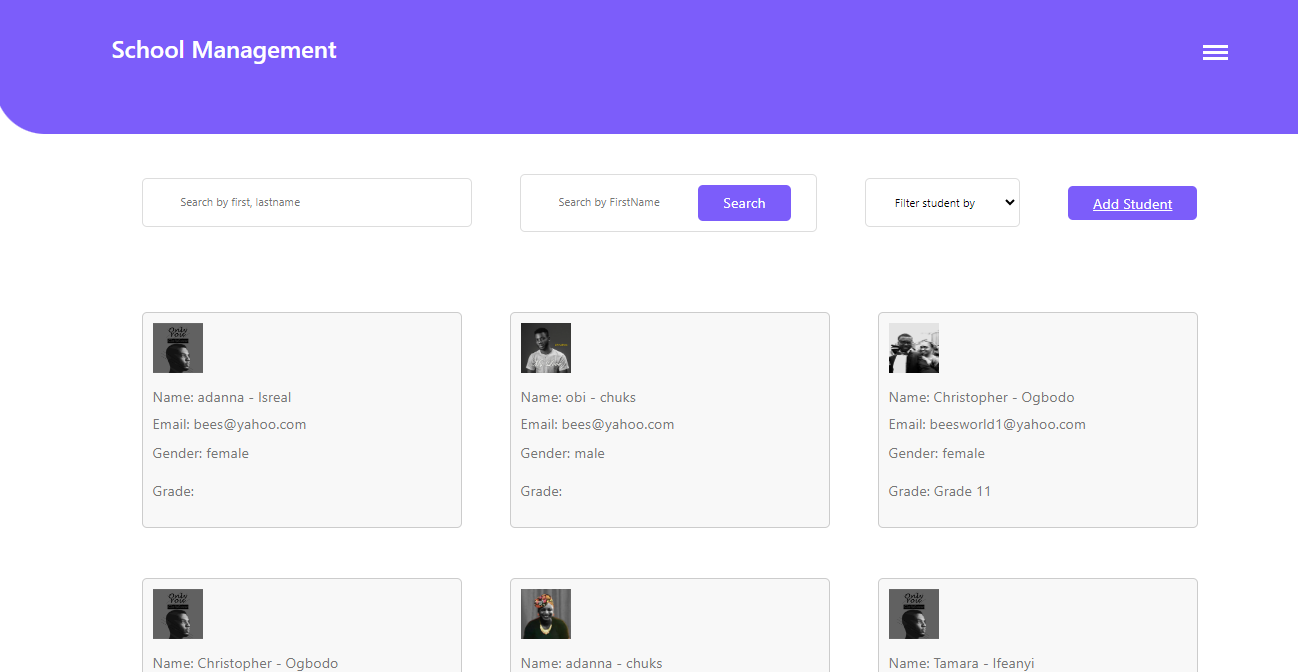 School Management
Search by first, lastname
Search by FirstName
Search
Filter student by
Add Student
Only
Name: adanna - Isreal
Email: bees@yahoo.com
Gender: female
Grade:
Name: obi - chuks
Email: bees@yahoo.com
Gender: male
Grade:
Name: Christopher - Ogbodo
Email: beesworld1@yahoo.com
Gender: female
Grade: Grade 11
Only
Name: Christopher - Ogbodo
Name: adanna - chuks
Only
Name: Tamara - Ifeanyi